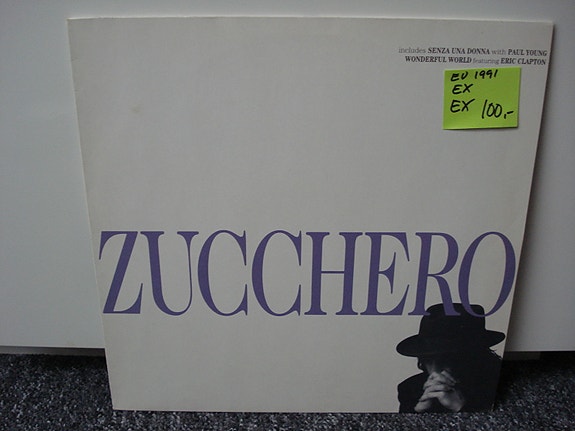 includes SENZA UNA DONNA with PAUL YOUNG
WONDERFUL WORLD featuring ERIC CLAPTON
EU 1991
EX
EX 100,-
ZUCCHERO